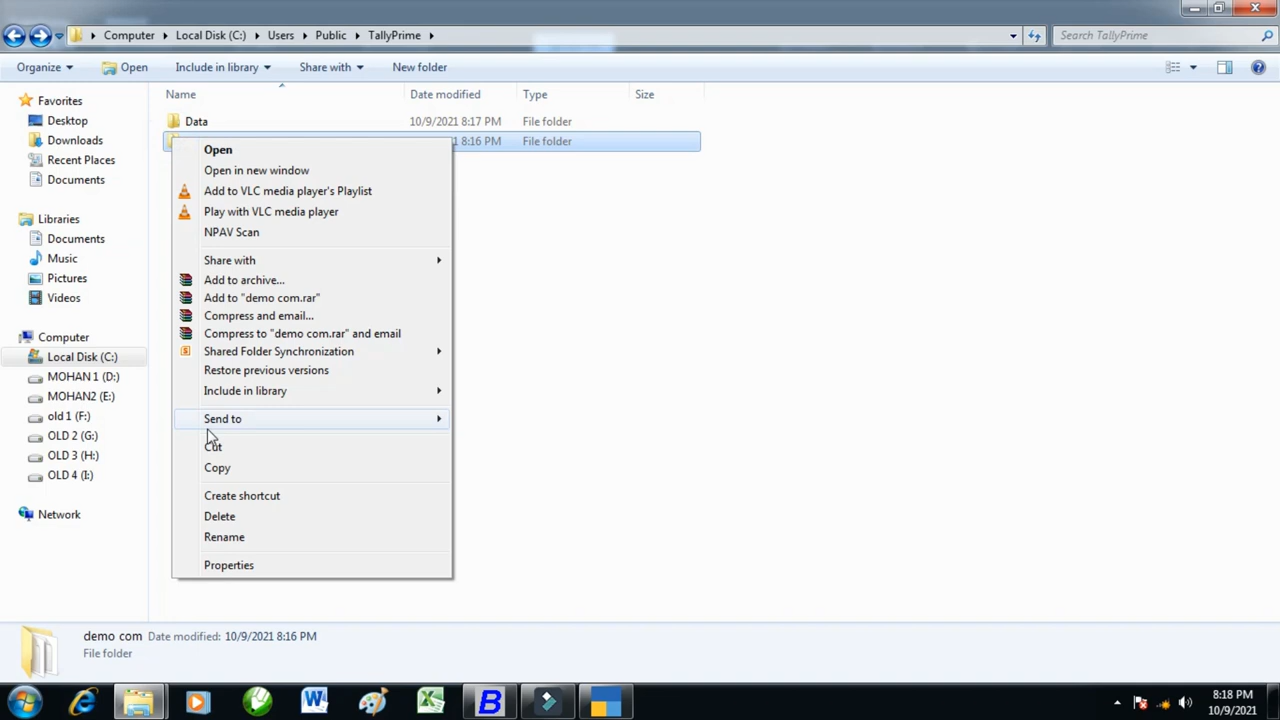 Computer Local Disk (C:) Users Public TallyPrime
Search TallyPrime
Organize Open Include in library Share with New folder
Name Date modified Type Size
Favorites
Desktop
Downloads
Recent Places
Documents
Libraries
Documents
Music
Pictures
Videos
Computer
Local Disk (C:)
MOHAN 1 (D:)
MOHAN2 (E:)
old 1 (F:)
OLD 2 (G:)
OLD 3 (H:)
OLD 4 (I:)
Network
Data 10/9/2021 8:17 PM File folder
8:16 PM File folder
Open
Open in new window
Add to VLC media player's Playlist
Play with VLC media player
NPAV Scan
Share with
Add to archive...
Add to "demo com.rar"
Compress and email...
Compress to "demo com.rar" and email
Shared Folder Synchronization
Restore previous versions
Include in library
Send to
Cut
Copy
Create shortcut
Delete
Rename
Properties
demo com Date modified: 10/9/2021 8:16 PM
File folder
8:18 PM
10/9/2021